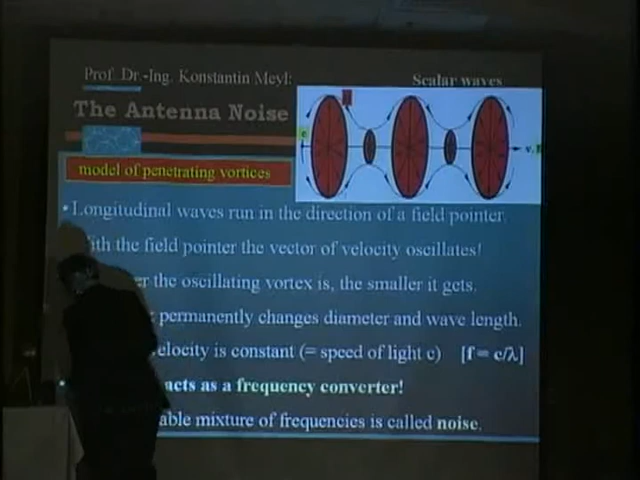 Prof. Dr.-Ing. Konstantin Meyl:
Scalar waves
The Antenna Noise
model of penetrating vortices
• Longitudinal waves run in the direction of a field pointer.
ith the field pointer the vector of velocity oscillates!
er the oscillating vortex is, the smaller it gets.
permanently changes diameter and wave length.
elocity is constant (= speed of light c) [f = c/λ]
acts as a frequency converter!
able mixture of frequencies is called noise.